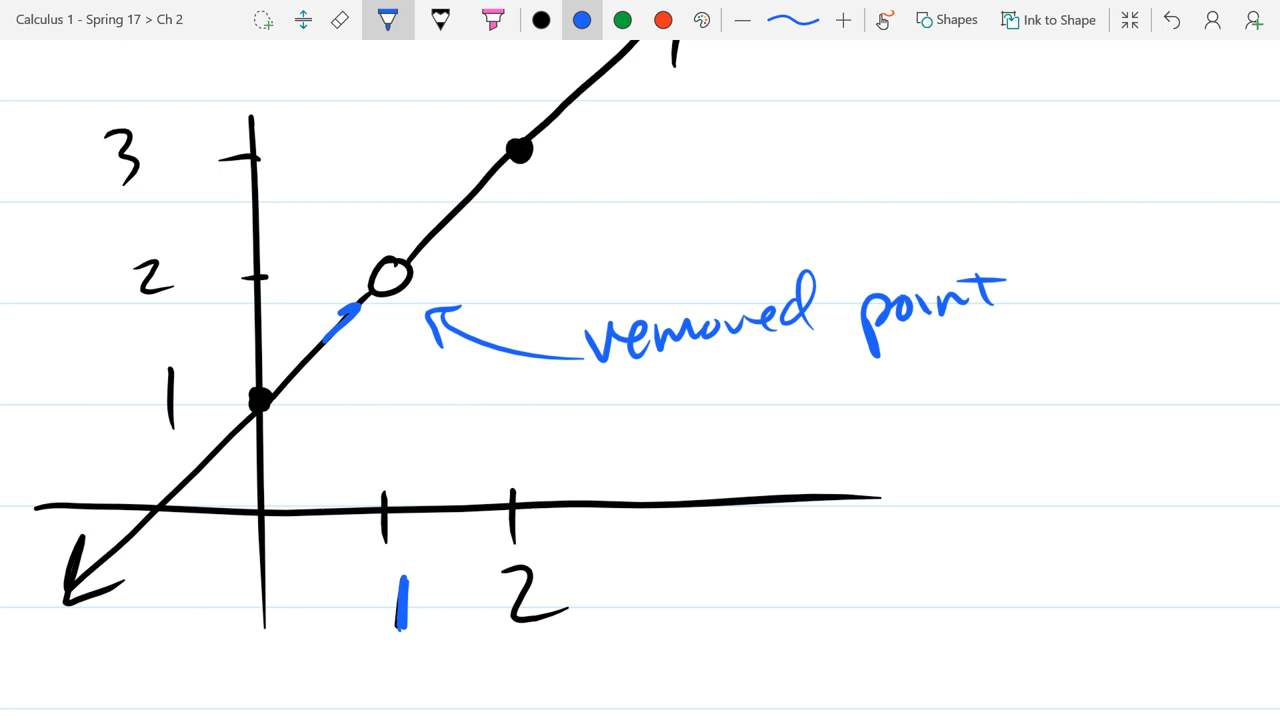 Calculus 1 - Spring 17 > Ch 2
Shapes
Ink to Shape
3
2
removed point
1
1 2